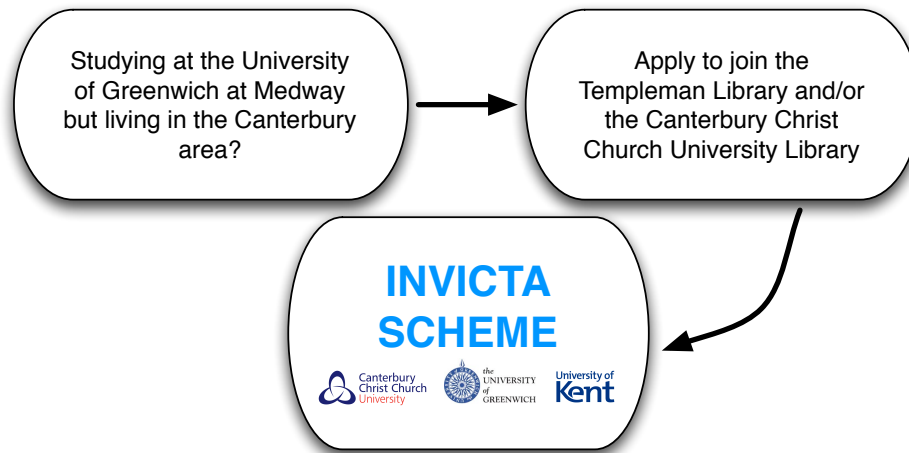 Studying at the University
of Greenwich at Medway
but living in the Canterbury
area?
Apply to join the
Templeman Library and/or
the Canterbury Christ
Church University Library
INVICTA
SCHEME
Canterbury
Christ Church
University
the
UNIVERSITY
of
GREENWICH
University of
Kent